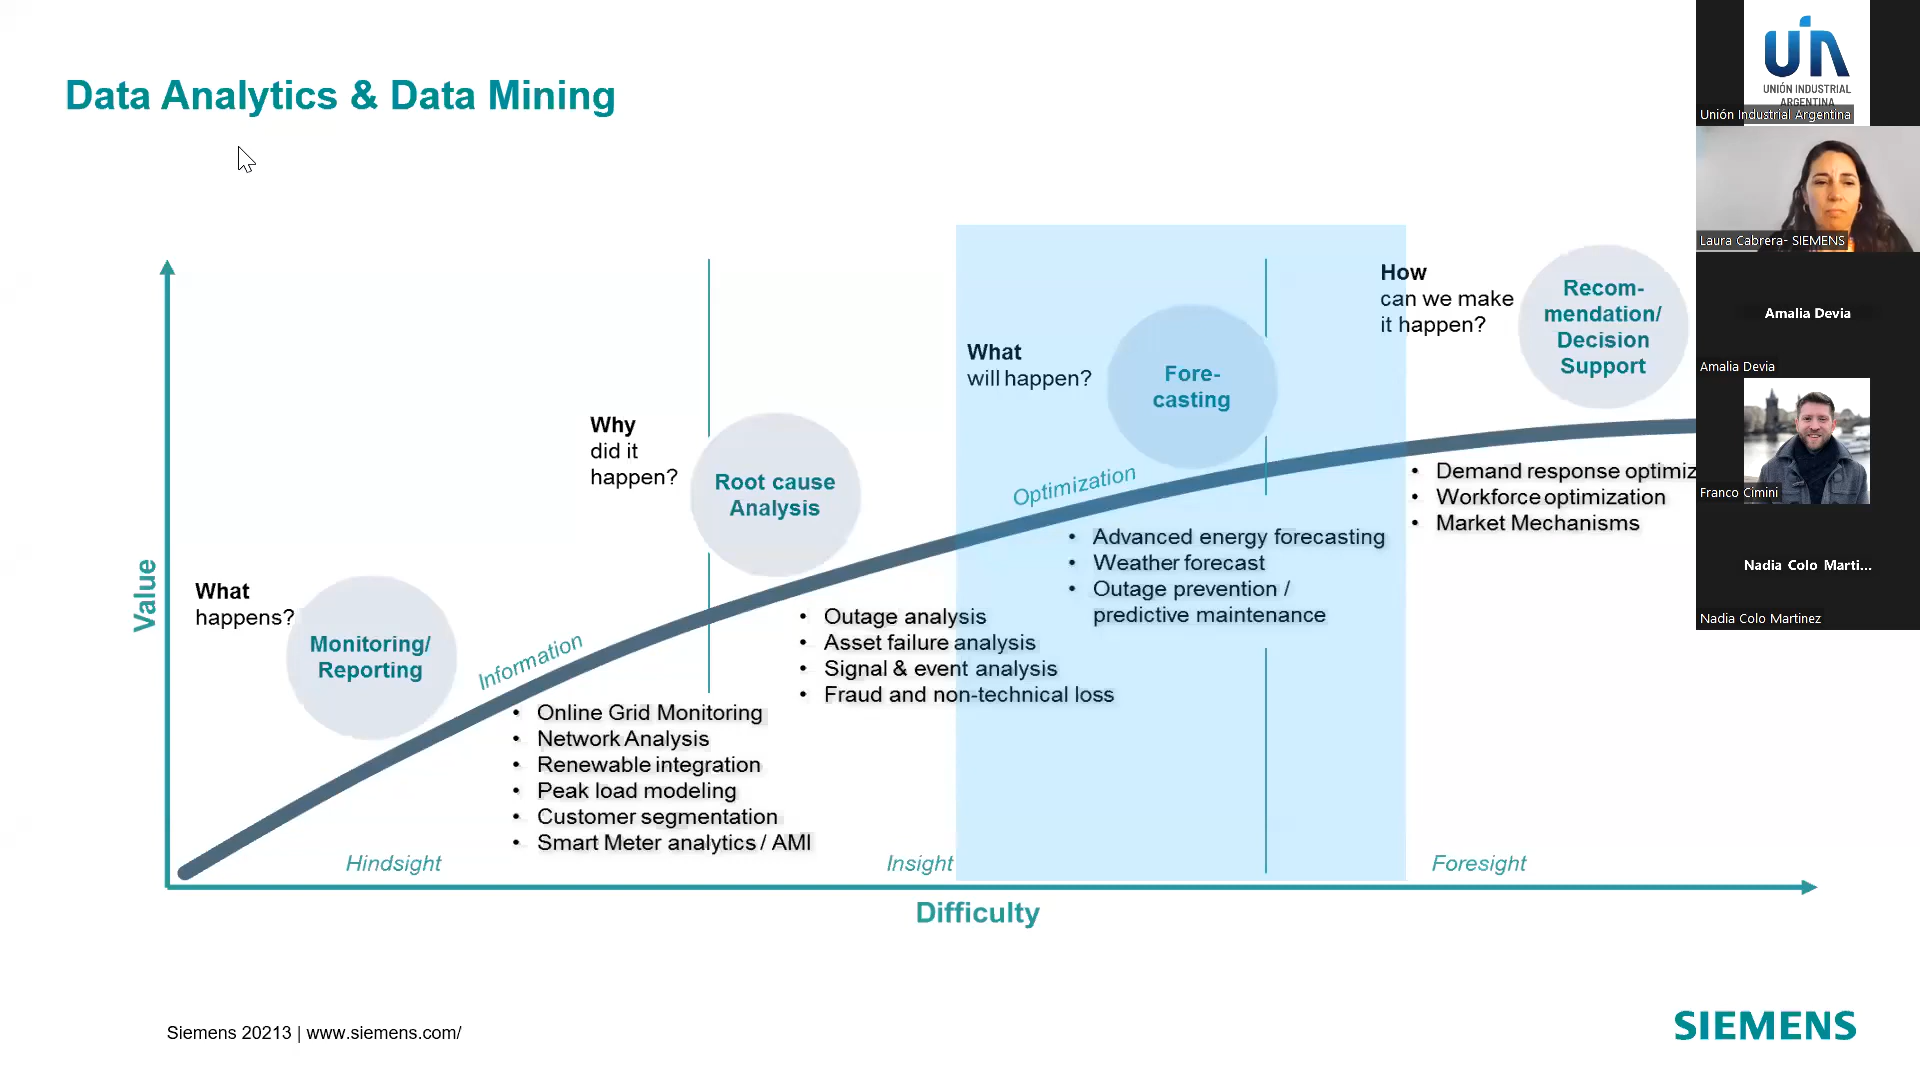 Data Analytics & Data Mining
Value
What
happens?
Monitoring/
Reporting
Information
Online Grid Monitoring
Network Analysis
Renewable integration
Peak load modeling
Customer segmentation
Smart Meter analytics / AMI
Hindsight
Why
did it
happen?
Root cause
Analysis
Outage analysis
Asset failure analysis
Signal & event analysis
Fraud and non-technical loss
Insight
What
will happen?
Fore-
casting
Optimization
Advanced energy forecasting
Weather forecast
Outage prevention /
predictive maintenance
How
can we make
it happen?
Recom-
mendation/
Decision
Support
Demand response optimiz
Workforce optimization
Market Mechanisms
Foresight
Difficulty
Siemens 20213 | www.siemens.com/
SIEMENS
UIA
UNIÓN INDUSTRIAL
ARGENTINA
Unión Industrial Argentina
Laura Cabrera- SIEMENS
Amalia Devia
Amalia Devia
Franco Cimini
Nadia Colo Marti...
Nadia Colo Martinez